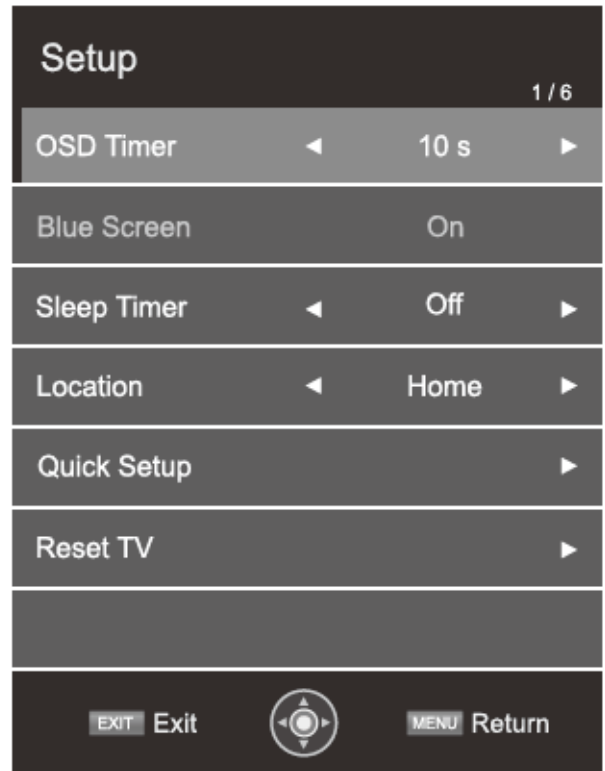 Setup
1 / 6
OSD Timer ◄ 10 s ►
Blue Screen On
Sleep Timer ◄ Off ►
Location ◄ Home ►
Quick Setup ►
Reset TV ►
EXIT Exit MENU Return